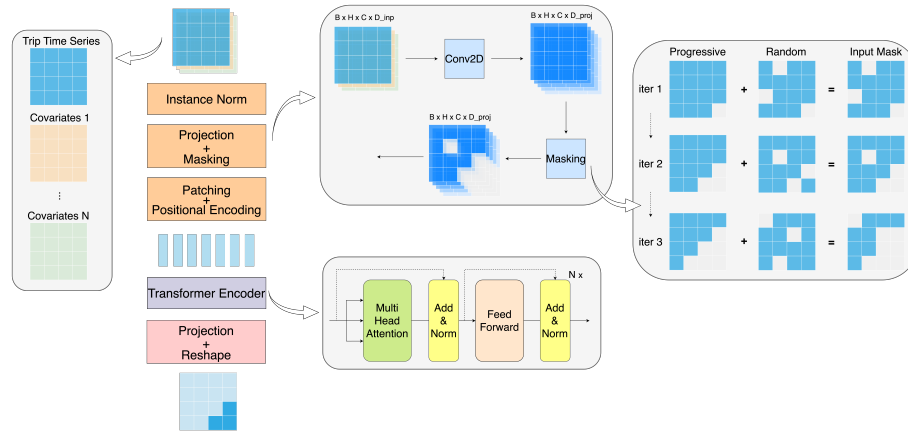 Trip Time Series
Covariates 1
⋮
Covariates N
Instance Norm
Projection
+
Masking
Patching
+
Positional Encoding
Transformer Encoder
Projection
+
Reshape
B x H x C x D_inp
Conv2D
B x H x C x D_proj
Masking
B x H x C x D_proj
N x
Multi
Head
Attention
Add
&
Norm
Feed
Forward
Add
&
Norm
Progressive Random Input Mask
iter 1 + =
iter 2 + =
iter 3 + =